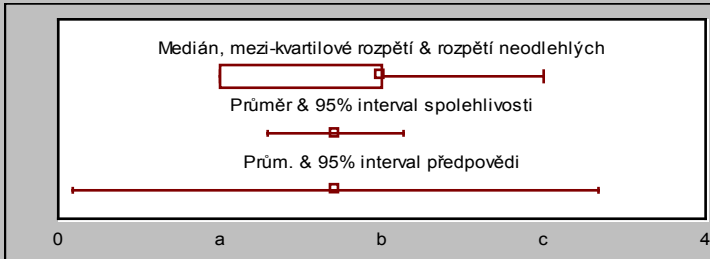 Medián, mezi-kvartilové rozpětí & rozpětí neodlehlých
Průměr & 95% interval spolehlivosti
Prům. & 95% interval předpovědi
0 a b c 4